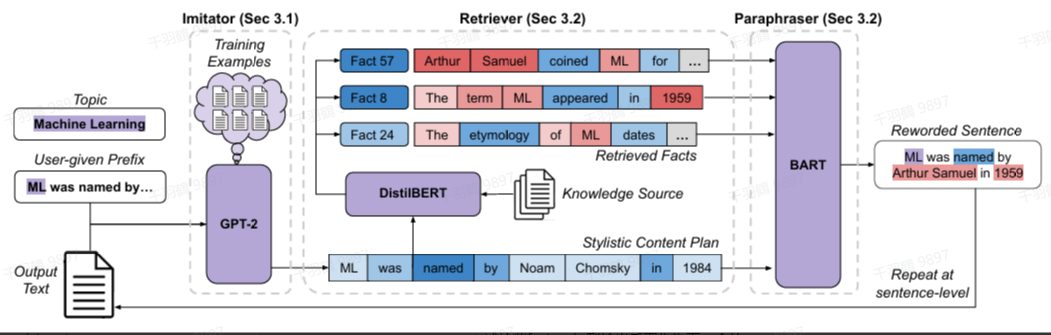 Imitator (Sec 3.1)
Retriever (Sec 3.2)
Paraphraser (Sec 3.2)
Training
Examples
Topic
Machine Learning
User-given Prefix
ML was named by...
Output
Text
GPT-2
Fact 57
Arthur Samuel coined ML for ...
Fact 8
The term ML appeared in 1959
Fact 24
The etymology of ML dates ...
Retrieved Facts
DistilBERT
Knowledge Source
Stylistic Content Plan
ML was named by Noam Chomsky in 1984
BART
Reworded Sentence
ML was named by
Arthur Samuel in 1959
Repeat at
sentence-level